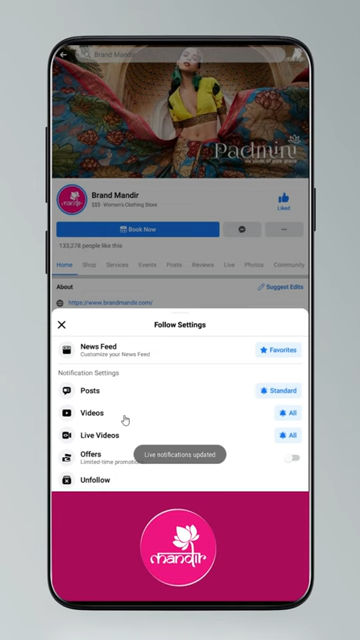 Brand Mandir
Padmini
mandir
Brand Mandir
$$$ Women's Clothing Store
Liked
Book Now
133,278 people like this
Home Shop Services Events Posts Reviews Live Photos Community
About
Suggest Edits
https://www.brandmandir.com/
Follow Settings
News Feed
Customize your News Feed
Favorites
Notification Settings
Posts
Standard
Videos
All
Live Videos
All
Offers
Limited-time promotions
Live notifications updated
Unfollow
mandir